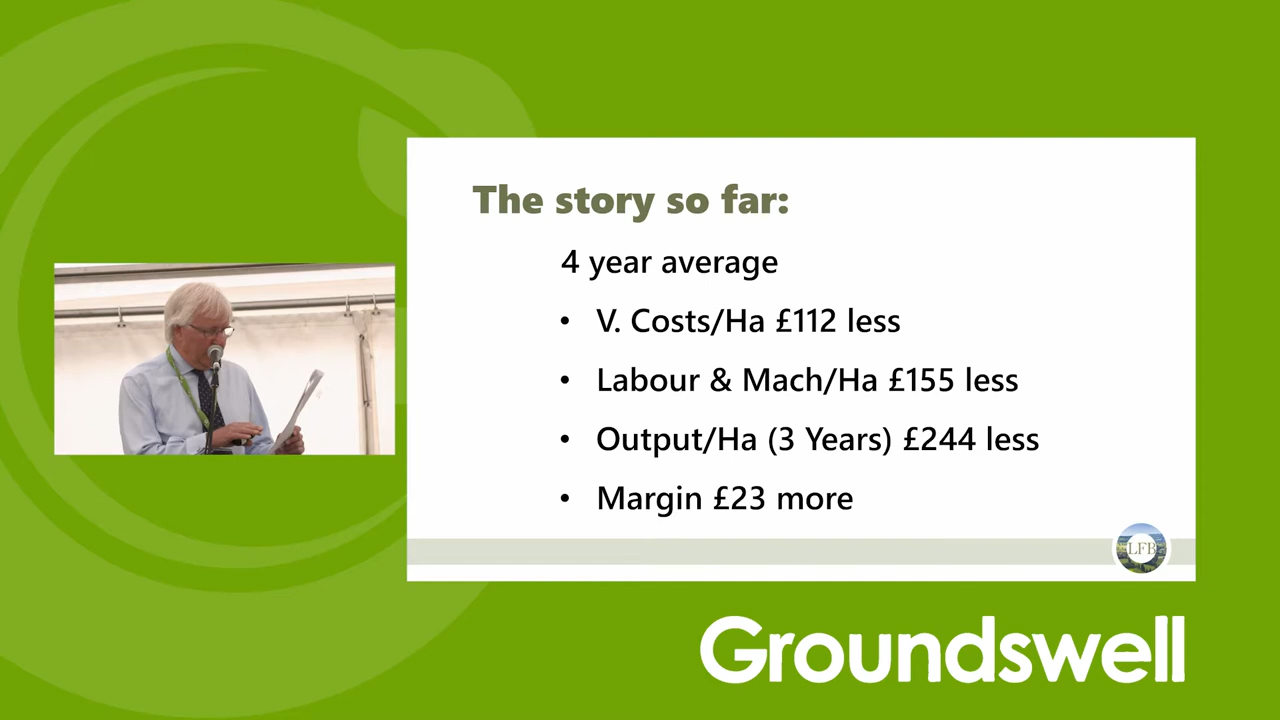 The story so far:
4 year average
• V. Costs/Ha £112 less
• Labour & Mach/Ha £155 less
• Output/Ha (3 Years) £244 less
• Margin £23 more
LFB
Groundswell